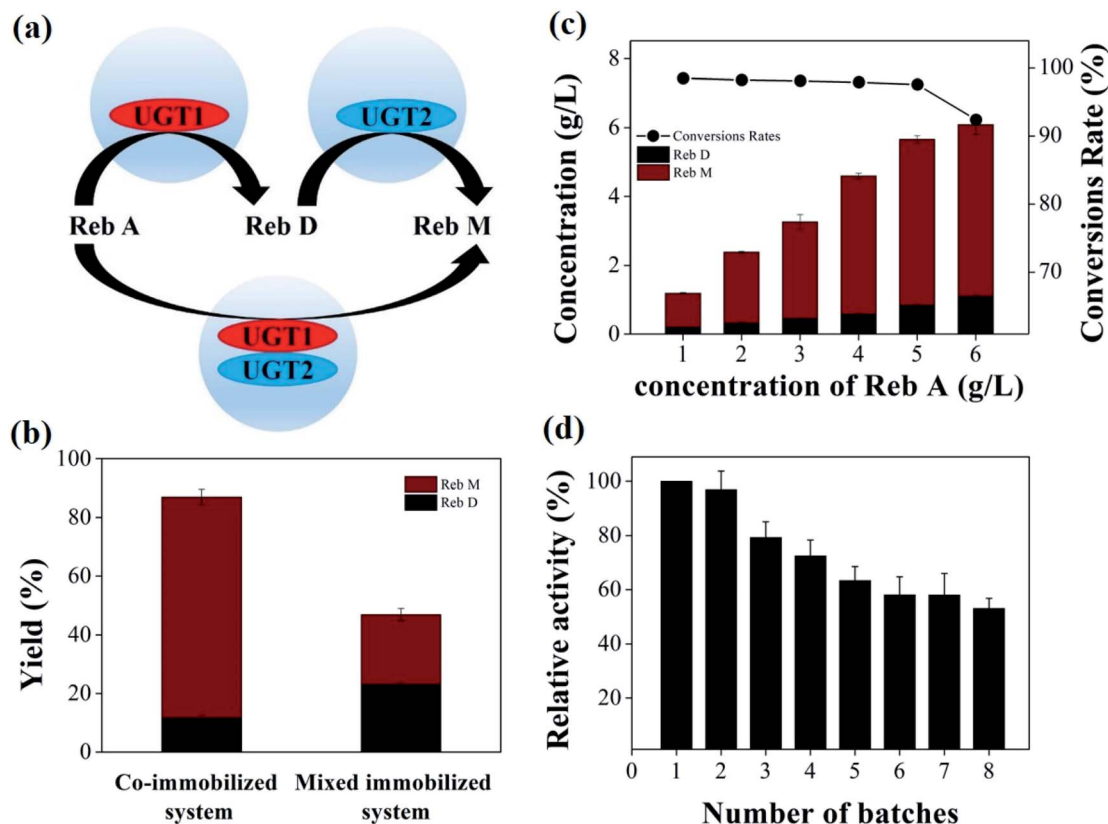 (a)
UGT1
UGT2
Reb A
Reb D
Reb M
UGT1
UGT2
(b)
Yield (%)
100
80
60
40
20
0
Reb M
Reb D
Co-immobilized
system
Mixed immobilized
system
(c)
Concentration (g/L)
8
6
4
2
0
Conversions Rates
Reb D
Reb M
Conversions Rate (%)
100
90
80
70
1 2 3 4 5 6
concentration of Reb A (g/L)
(d)
Relative activity (%)
100
80
60
40
20
0 1 2 3 4 5 6 7 8
Number of batches